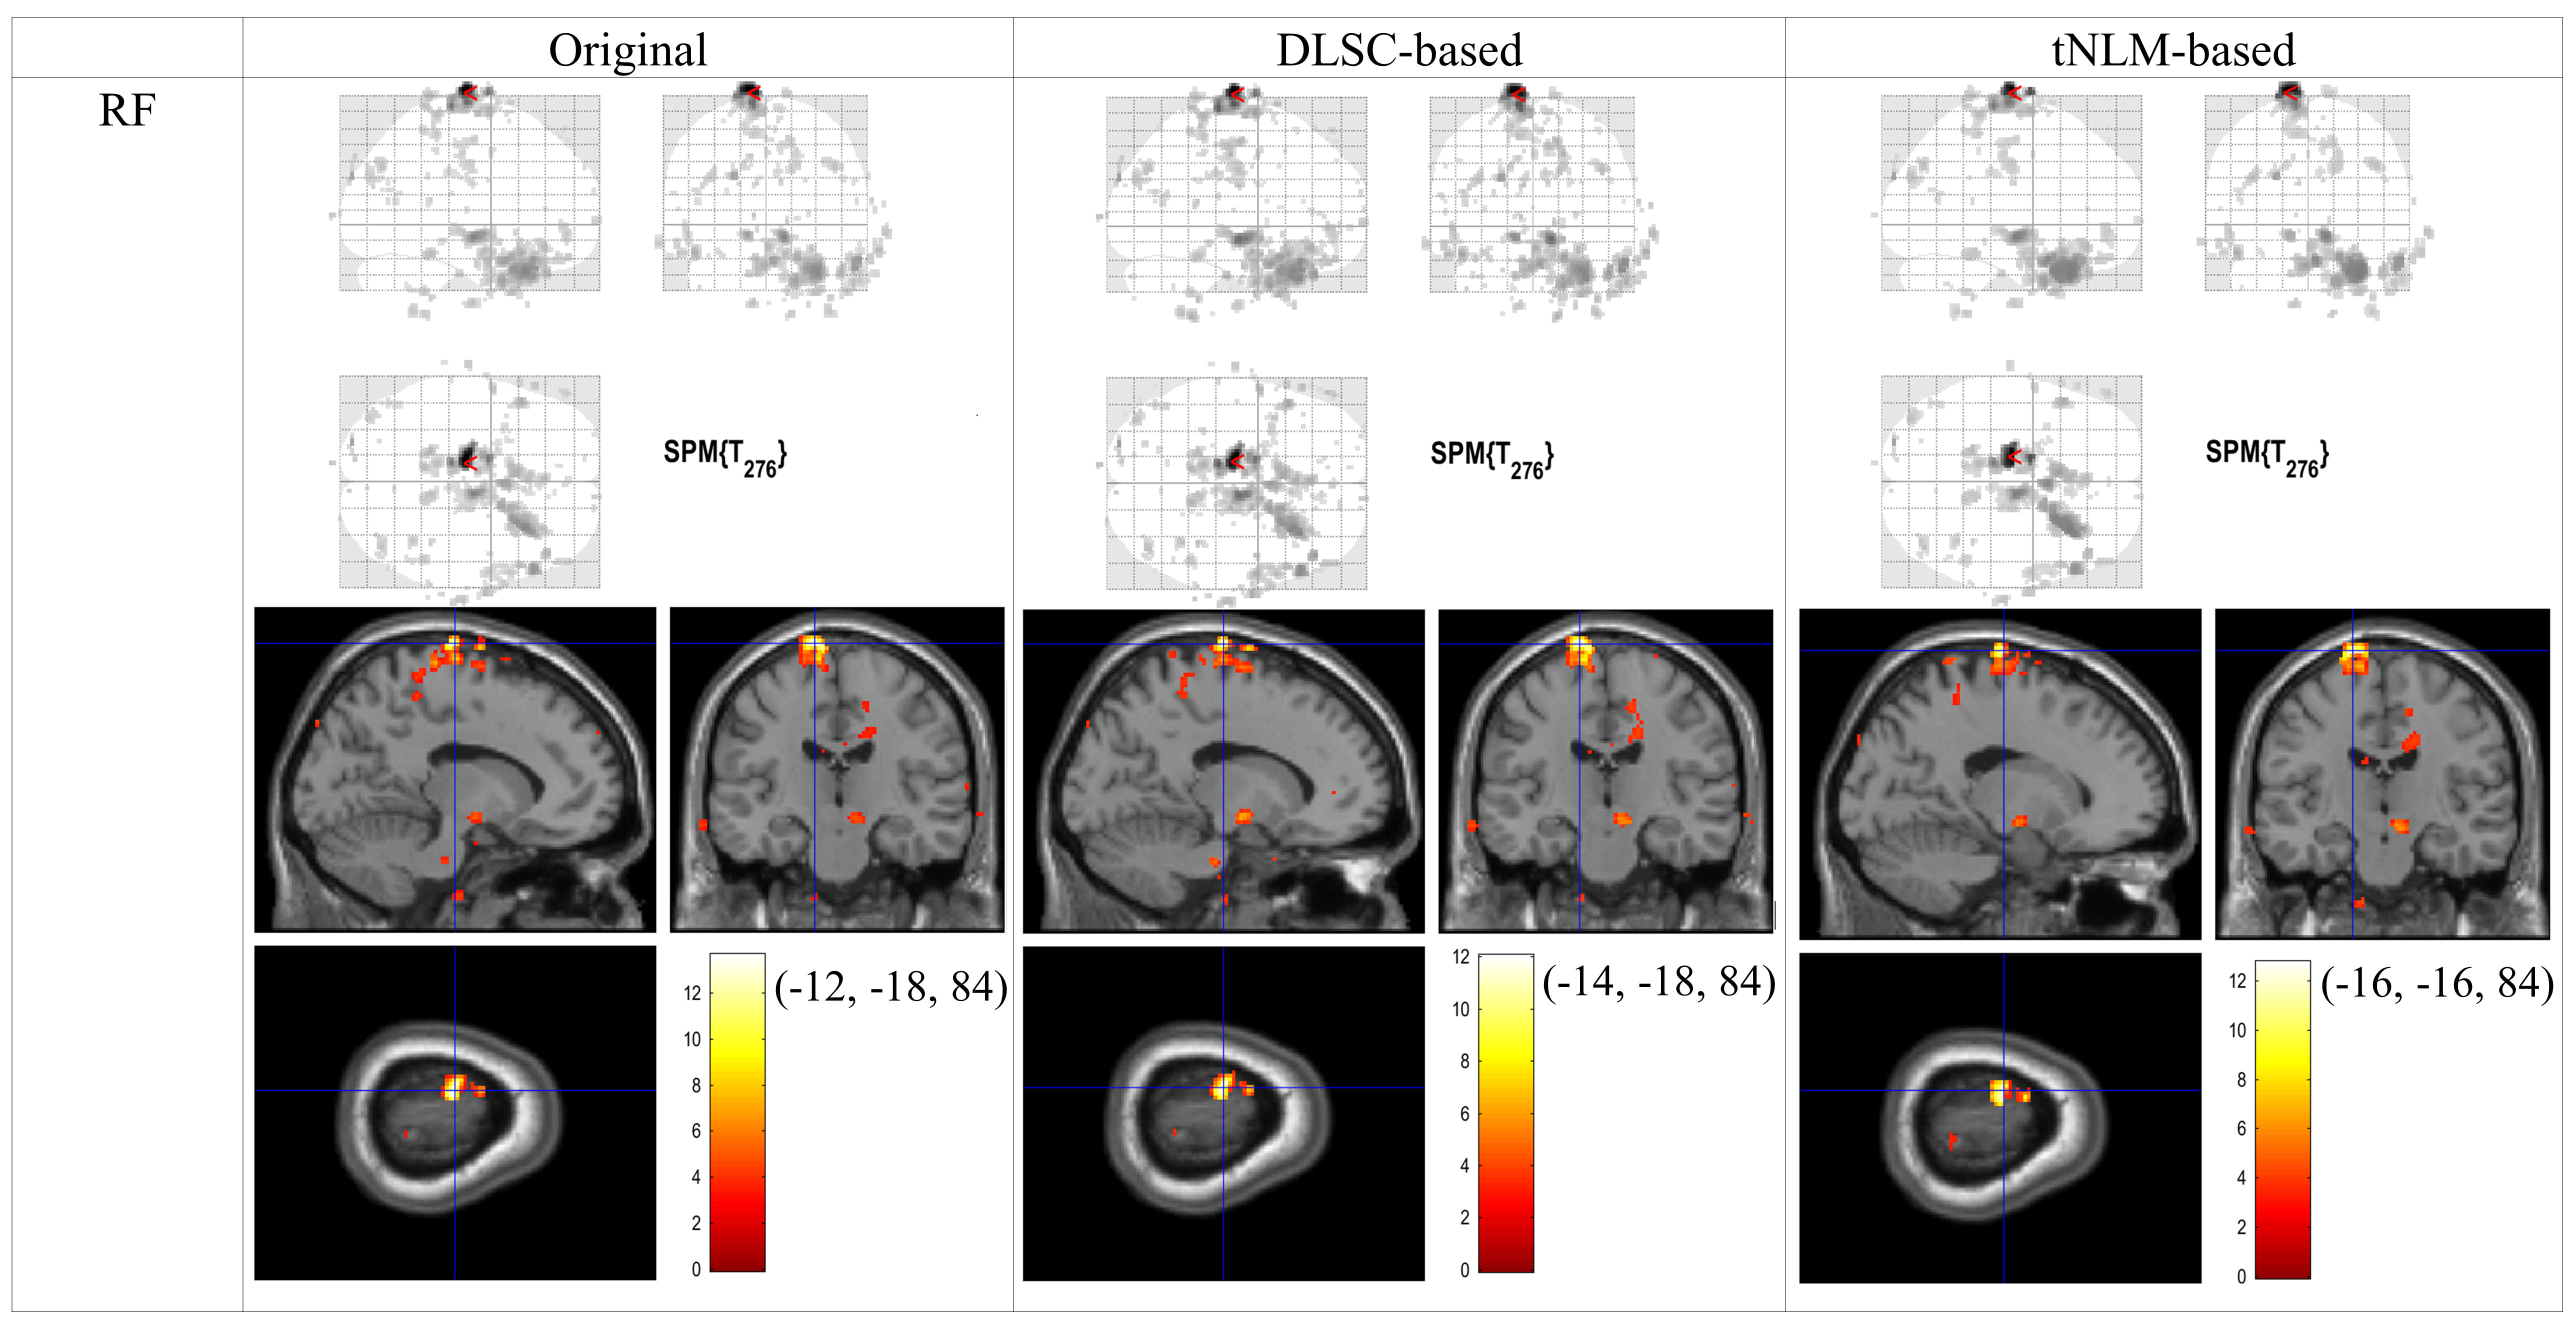 Original
DLSC-based
tNLM-based
RF
SPM{T276}
SPM{T276}
SPM{T276}
(-12, -18, 84)
12
10
8
6
4
2
0
(-14, -18, 84)
12
10
8
6
4
2
0
(-16, -16, 84)
12
10
8
6
4
2
0